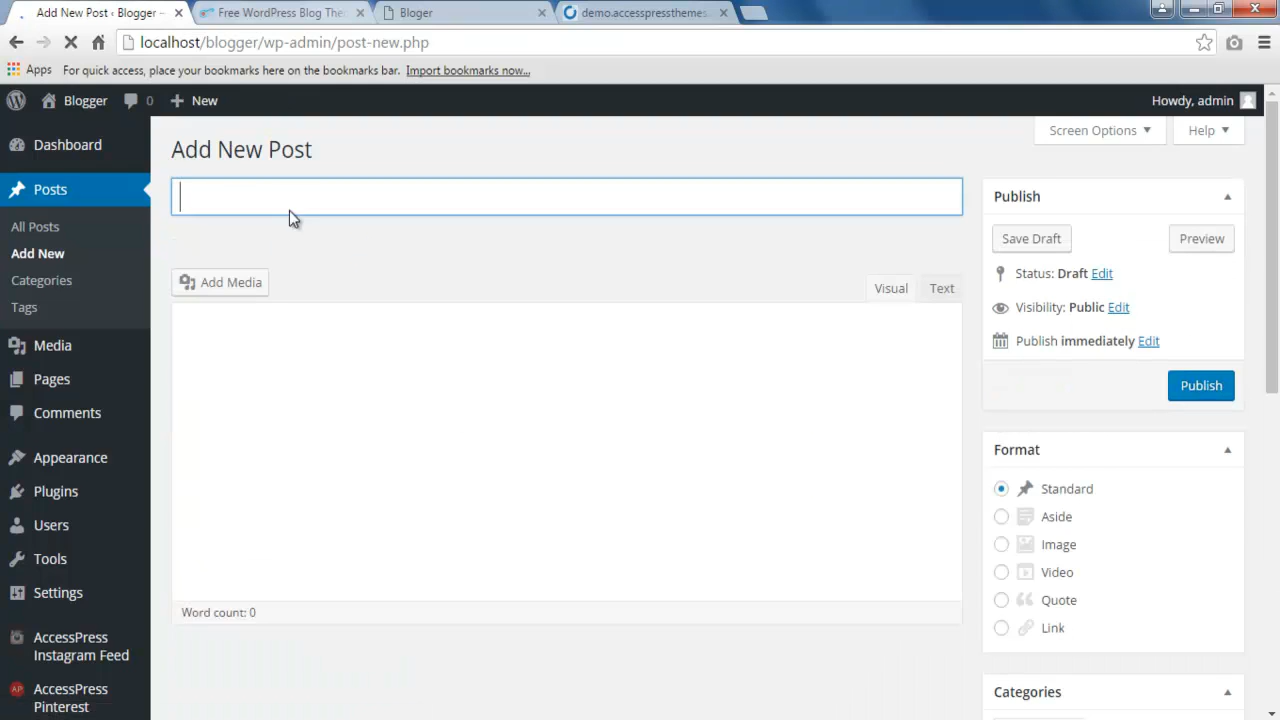 Add New Post ‹ Blogger –
Free WordPress Blog The
Bloger
demo.accesspressthemes
localhost/blogger/wp-admin/post-new.php
Apps
For quick access, place your bookmarks here on the bookmarks bar.
Import bookmarks now...
Blogger
0
New
Howdy, admin
Screen Options
Help
Dashboard
Posts
All Posts
Add New
Categories
Tags
Media
Pages
Comments
Appearance
Plugins
Users
Tools
Settings
AccessPress
Instagram Feed
AP
AccessPress
Pinterest
Add New Post
Add Media
Visual
Text
Word count: 0
Publish
Save Draft
Preview
Status: Draft Edit
Visibility: Public Edit
Publish immediately Edit
Publish
Format
Standard
Aside
Image
Video
Quote
Link
Categories